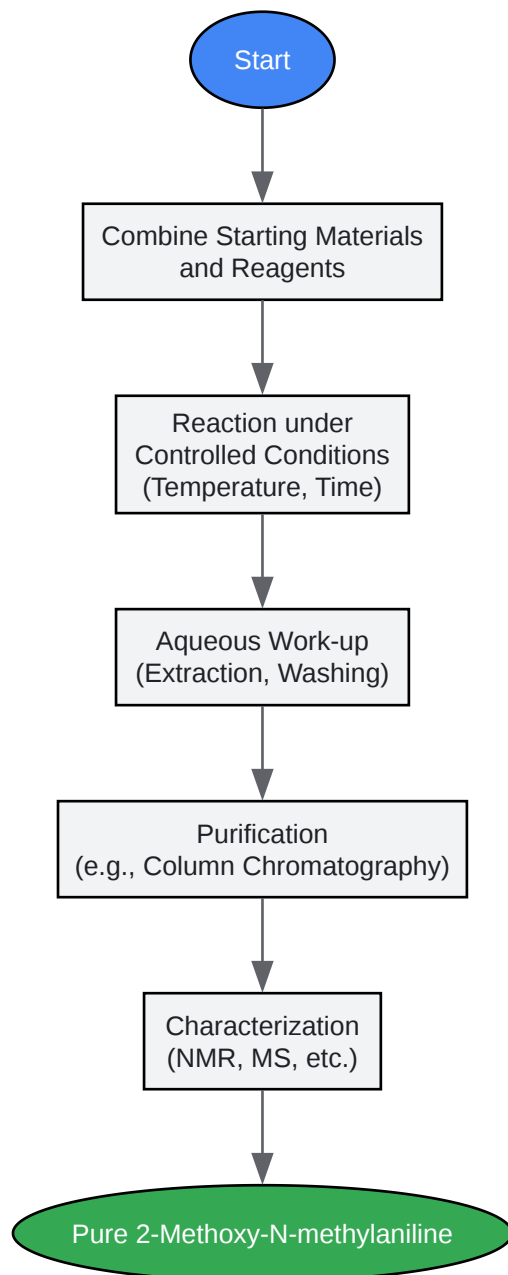 Start
Combine Starting Materials
and Reagents
Reaction under
Controlled Conditions
(Temperature, Time)
Aqueous Work-up
(Extraction, Washing)
Purification
(e.g., Column Chromatography)
Characterization
(NMR, MS, etc.)
Pure 2-Methoxy-N-methylaniline